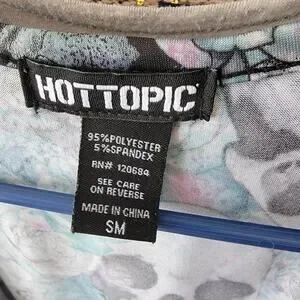 HOTTOPIC
95%POLYESTER
5%SPANDEX
RN# 120684
SEE CARE
ON REVERSE
MADE IN CHINA
SM